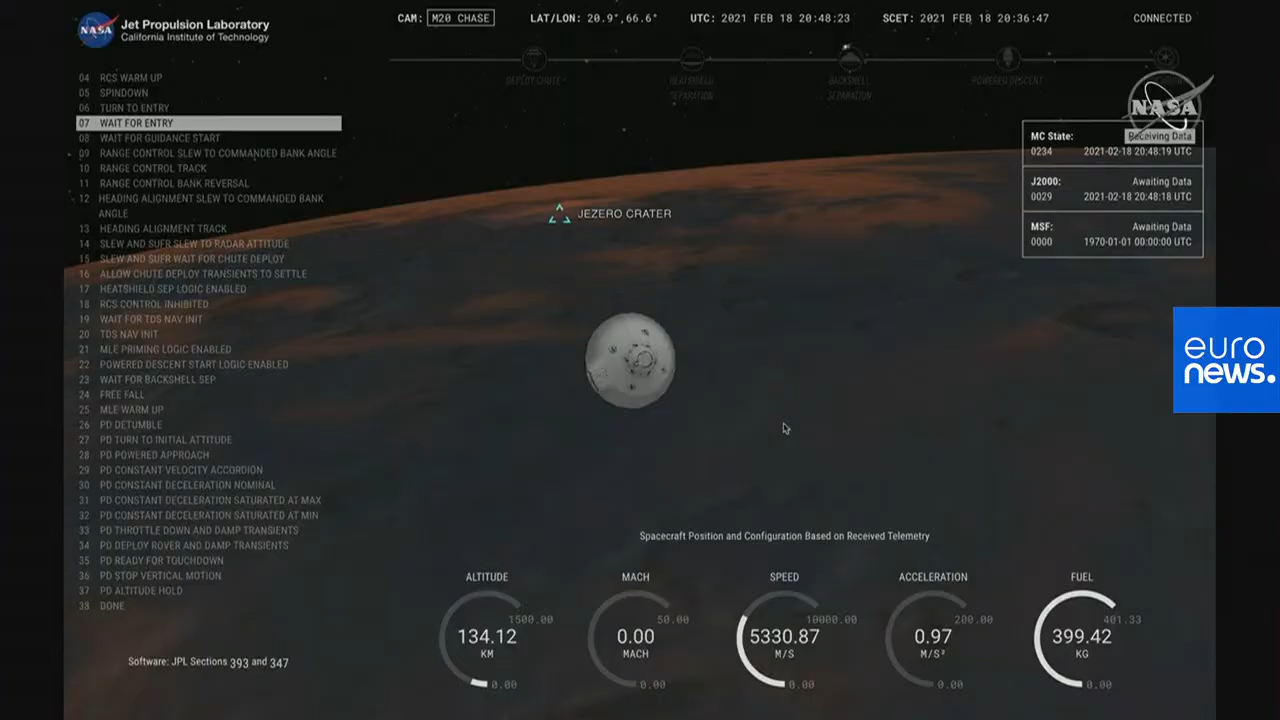 NASA
Jet Propulsion Laboratory
California Institute of Technology
CAM: M20 CHASE
LAT/LON: 20.9°,66.6°
UTC: 2021 FEB 18 20:48:23
SCET: 2021 FEB 18 20:36:47
CONNECTED
DEPLOY CHUTE
HEATSHIELD
SEPARATION
BACKSHELL
SEPARATION
POWERED DESCENT
NASA
04 RCS WARM UP
05 SPINDOWN
06 TURN TO ENTRY
07 WAIT FOR ENTRY
08 WAIT FOR GUIDANCE START
09 RANGE CONTROL SLEW TO COMMANDED BANK ANGLE
10 RANGE CONTROL TRACK
11 RANGE CONTROL BANK REVERSAL
12 HEADING ALIGNMENT SLEW TO COMMANDED BANK
ANGLE
13 HEADING ALIGNMENT TRACK
14 SLEW AND SUFR SLEW TO RADAR ATTITUDE
15 SLEW AND SUFR WAIT FOR CHUTE DEPLOY
16 ALLOW CHUTE DEPLOY TRANSIENTS TO SETTLE
17 HEATSHIELD SEP LOGIC ENABLED
18 RCS CONTROL INHIBITED
19 WAIT FOR TDS NAV INIT
20 TDS NAV INIT
21 MLE PRIMING LOGIC ENABLED
22 POWERED DESCENT START LOGIC ENABLED
23 WAIT FOR BACKSHELL SEP
24 FREE FALL
25 MLE WARM UP
26 PD DETUMBLE
27 PD TURN TO INITIAL ATTITUDE
28 PD POWERED APPROACH
29 PD CONSTANT VELOCITY ACCORDION
30 PD CONSTANT DECELERATION NOMINAL
31 PD CONSTANT DECELERATION SATURATED AT MAX
32 PD CONSTANT DECELERATION SATURATED AT MIN
33 PD THROTTLE DOWN AND DAMP TRANSIENTS
34 PD DEPLOY ROVER AND DAMP TRANSIENTS
35 PD READY FOR TOUCHDOWN
36 PD STOP VERTICAL MOTION
37 PD ALTITUDE HOLD
38 DONE
Software: JPL Sections 393 and 347
MC State: Receiving Data
0234 2021-02-18 20:48:19 UTC
J2000: Awaiting Data
0029 2021-02-18 20:48:18 UTC
MSF: Awaiting Data
0000 1970-01-01 00:00:00 UTC
JEZERO CRATER
euro
news.
Spacecraft Position and Configuration Based on Received Telemetry
ALTITUDE
1500.00
134.12
KM
0.00
MACH
50.00
0.00
MACH
0.00
SPEED
10000.00
5330.87
M/S
0.00
ACCELERATION
200.00
0.97
M/S²
0.00
FUEL
401.33
399.42
KG
0.00